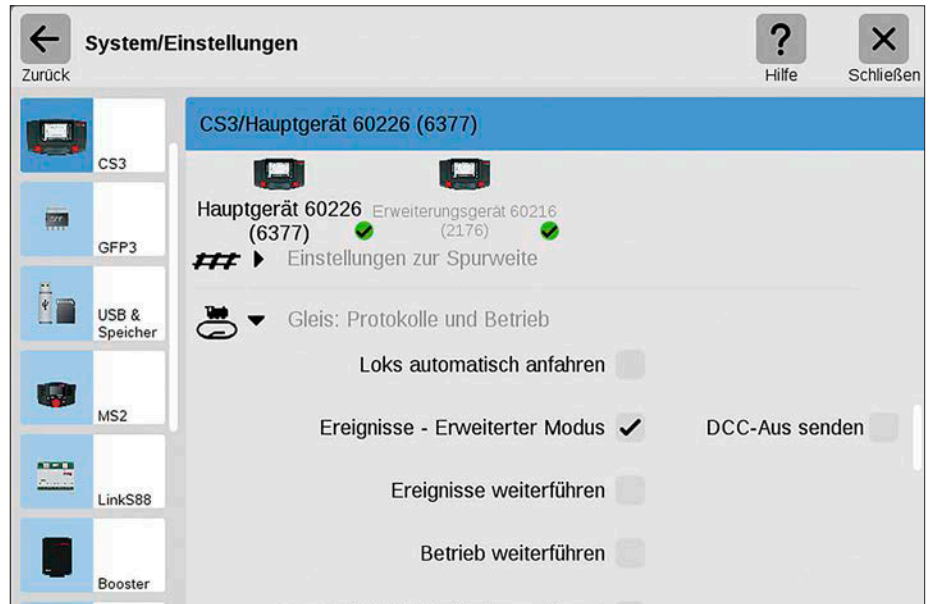 System/Einstellungen
Zurück
?
Hilfe
Schließen
CS3
GFP3
USB &
Speicher
MS2
LinkS88
Booster
CS3/Hauptgerät 60226 (6377)
Hauptgerät 60226
(6377)
Erweiterungsgerät 60216
(2176)
Einstellungen zur Spurweite
Gleis: Protokolle und Betrieb
Loks automatisch anfahren
Ereignisse - Erweiterter Modus
DCC-Aus senden
Ereignisse weiterführen
Betrieb weiterführen